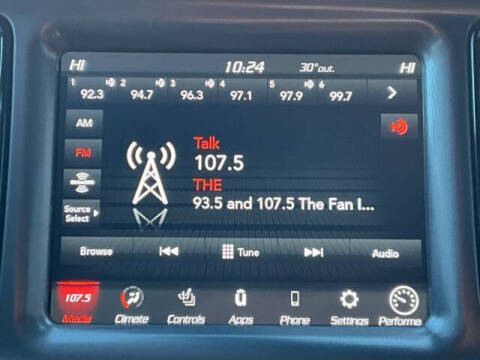 HI 10:24 30°out. HI
1 92.3 2 94.7 3 96.3 4 97.1 5 97.9 6 99.7
AM
FM
Source Select
Talk
107.5
THE
93.5 and 107.5 The Fan I...
Browse Tune Audio
107.5
Media Climate Controls Apps Phone Settings Performa